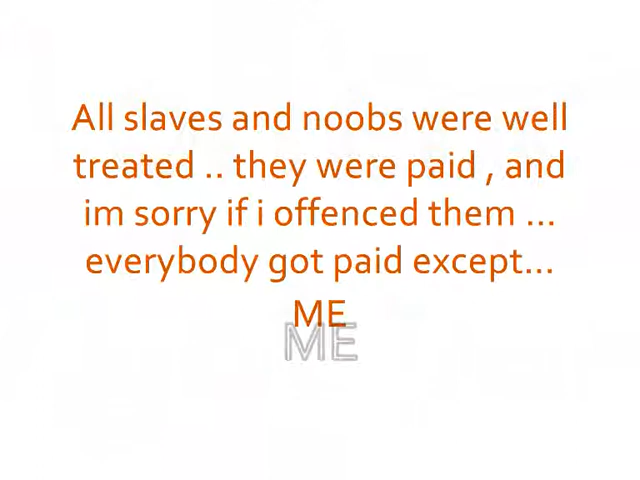 All slaves and noobs were well
treated .. they were paid , and
im sorry if i offenced them ...
everybody got paid except...
ME
ME